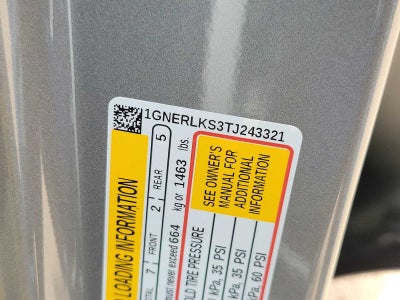 1GNERLKS3TJ243321
LOADING INFORMATION
TOTAL 7 FRONT 2 REAR 5
must never exceed 664 kg or 1463 lbs
COLD TIRE PRESSURE
kPa, 35 PSI
kPa, 35 PSI
kPa, 60 PSI
SEE OWNER'S
MANUAL FOR
ADDITIONAL
INFORMATION